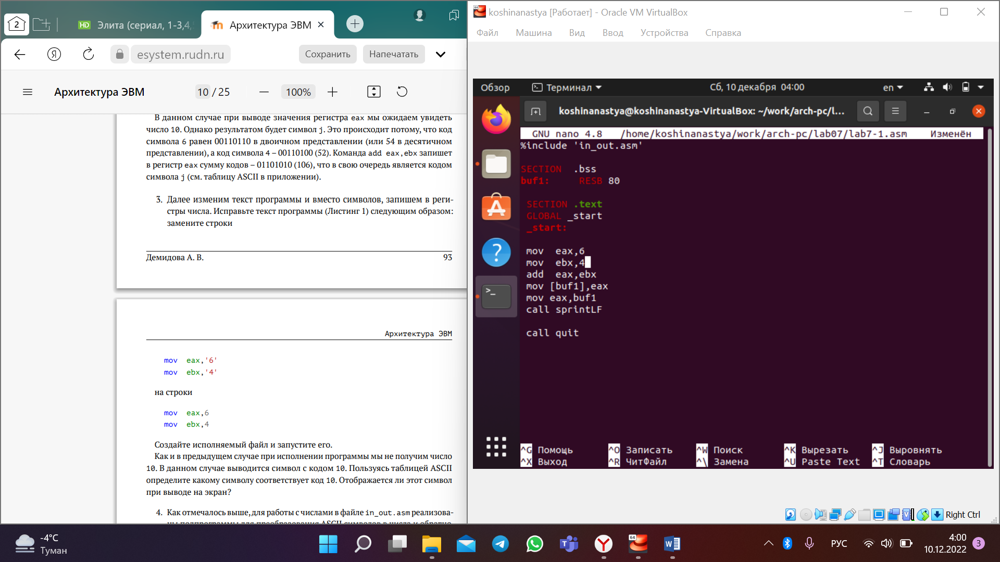 2
HD Элита (сериал, 1-3,4,
Архитектура ЭВМ
esystem.rudn.ru
Сохранить
Напечатать
Архитектура ЭВМ
10 / 25
100%
В данном случае при выводе значения регистра eax мы ожидаем увидеть
число 10. Однако результатом будет символ j. Это происходит потому, что код
символа 6 равен 00110110 в двоичном представлении (или 54 в десятичном
представлении), а код символа 4 – 00110100 (52). Команда add eax,ebx запишет
в регистр eax сумму кодов – 01101010 (106), что в свою очередь является кодом
символа j (см. таблицу ASCII в приложении).
3. Далее изменим текст программы и вместо символов, запишем в реги-
стры числа. Исправьте текст программы (Листинг 1) следующим образом:
замените строки
Демидова А. В. 93
Архитектура ЭВМ
mov eax,'6'
mov ebx,'4'
на строки
mov eax,6
mov ebx,4
Создайте исполняемый файл и запустите его.
Как и в предыдущем случае при исполнении программы мы не получим число
10. В данном случае выводится символ с кодом 10. Пользуясь таблицей ASCII
определите какому символу соответствует код 10. Отображается ли этот символ
при выводе на экран?
4. Как отмечалось выше, для работы с числами в файле in_out.asm реализова-
ны подпрограммы для преобразования ASCII символов в числа и обратно.
koshinanastya [Работает] - Oracle VM VirtualBox
Файл Машина Вид Ввод Устройства Справка
Обзор Терминал Сб, 10 декабря 04:00 en
koshinanastya@koshinanastya-VirtualBox: ~/work/arch-pc/l...
GNU nano 4.8 /home/koshinanastya/work/arch-pc/lab07/lab7-1.asm Изменён
%include 'in_out.asm'
SECTION .bss
buf1: RESB 80
SECTION .text
GLOBAL _start
_start:
mov eax,6
mov ebx,4
add eax,ebx
mov [buf1],eax
mov eax,buf1
call sprintLF
call quit
^G Помощь ^O Записать ^W Поиск ^K Вырезать ^J Выровнять
^X Выход ^R ЧитФайл ^\ Замена ^U Paste Text ^T Словарь
Right Ctrl
-4°C
Туман
РУС
4:00
10.12.2022
3